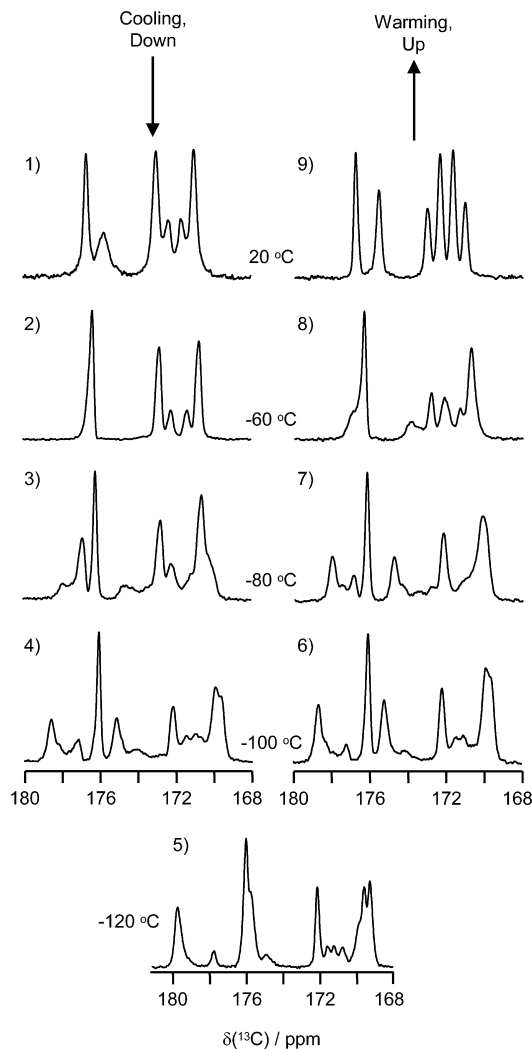 Cooling,
Down
Warming,
Up
1)
9)
20 °C
2)
8)
-60 °C
3)
7)
-80 °C
4)
6)
-100 °C
180 176 172 168
180 176 172 168
5)
-120 °C
180 176 172 168
δ(¹³C) / ppm